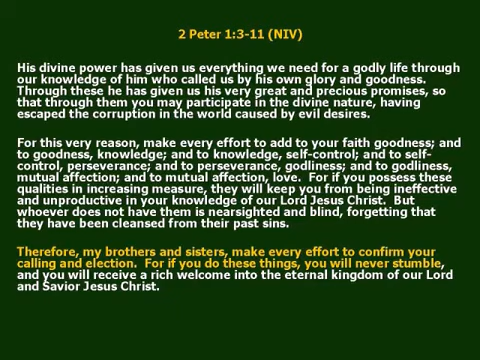 2 Peter 1:3-11 (NIV)
His divine power has given us everything we need for a godly life through
our knowledge of him who called us by his own glory and goodness.
Through these he has given us his very great and precious promises, so
that through them you may participate in the divine nature, having
escaped the corruption in the world caused by evil desires.
For this very reason, make every effort to add to your faith goodness; and
to goodness, knowledge; and to knowledge, self-control; and to self-
control, perseverance; and to perseverance, godliness; and to godliness,
mutual affection; and to mutual affection, love.  For if you possess these
qualities in increasing measure, they will keep you from being ineffective
and unproductive in your knowledge of our Lord Jesus Christ.  But
whoever does not have them is nearsighted and blind, forgetting that
they have been cleansed from their past sins.
Therefore, my brothers and sisters, make every effort to confirm your
calling and election.  For if you do these things, you will never stumble,
and you will receive a rich welcome into the eternal kingdom of our Lord
and Savior Jesus Christ.